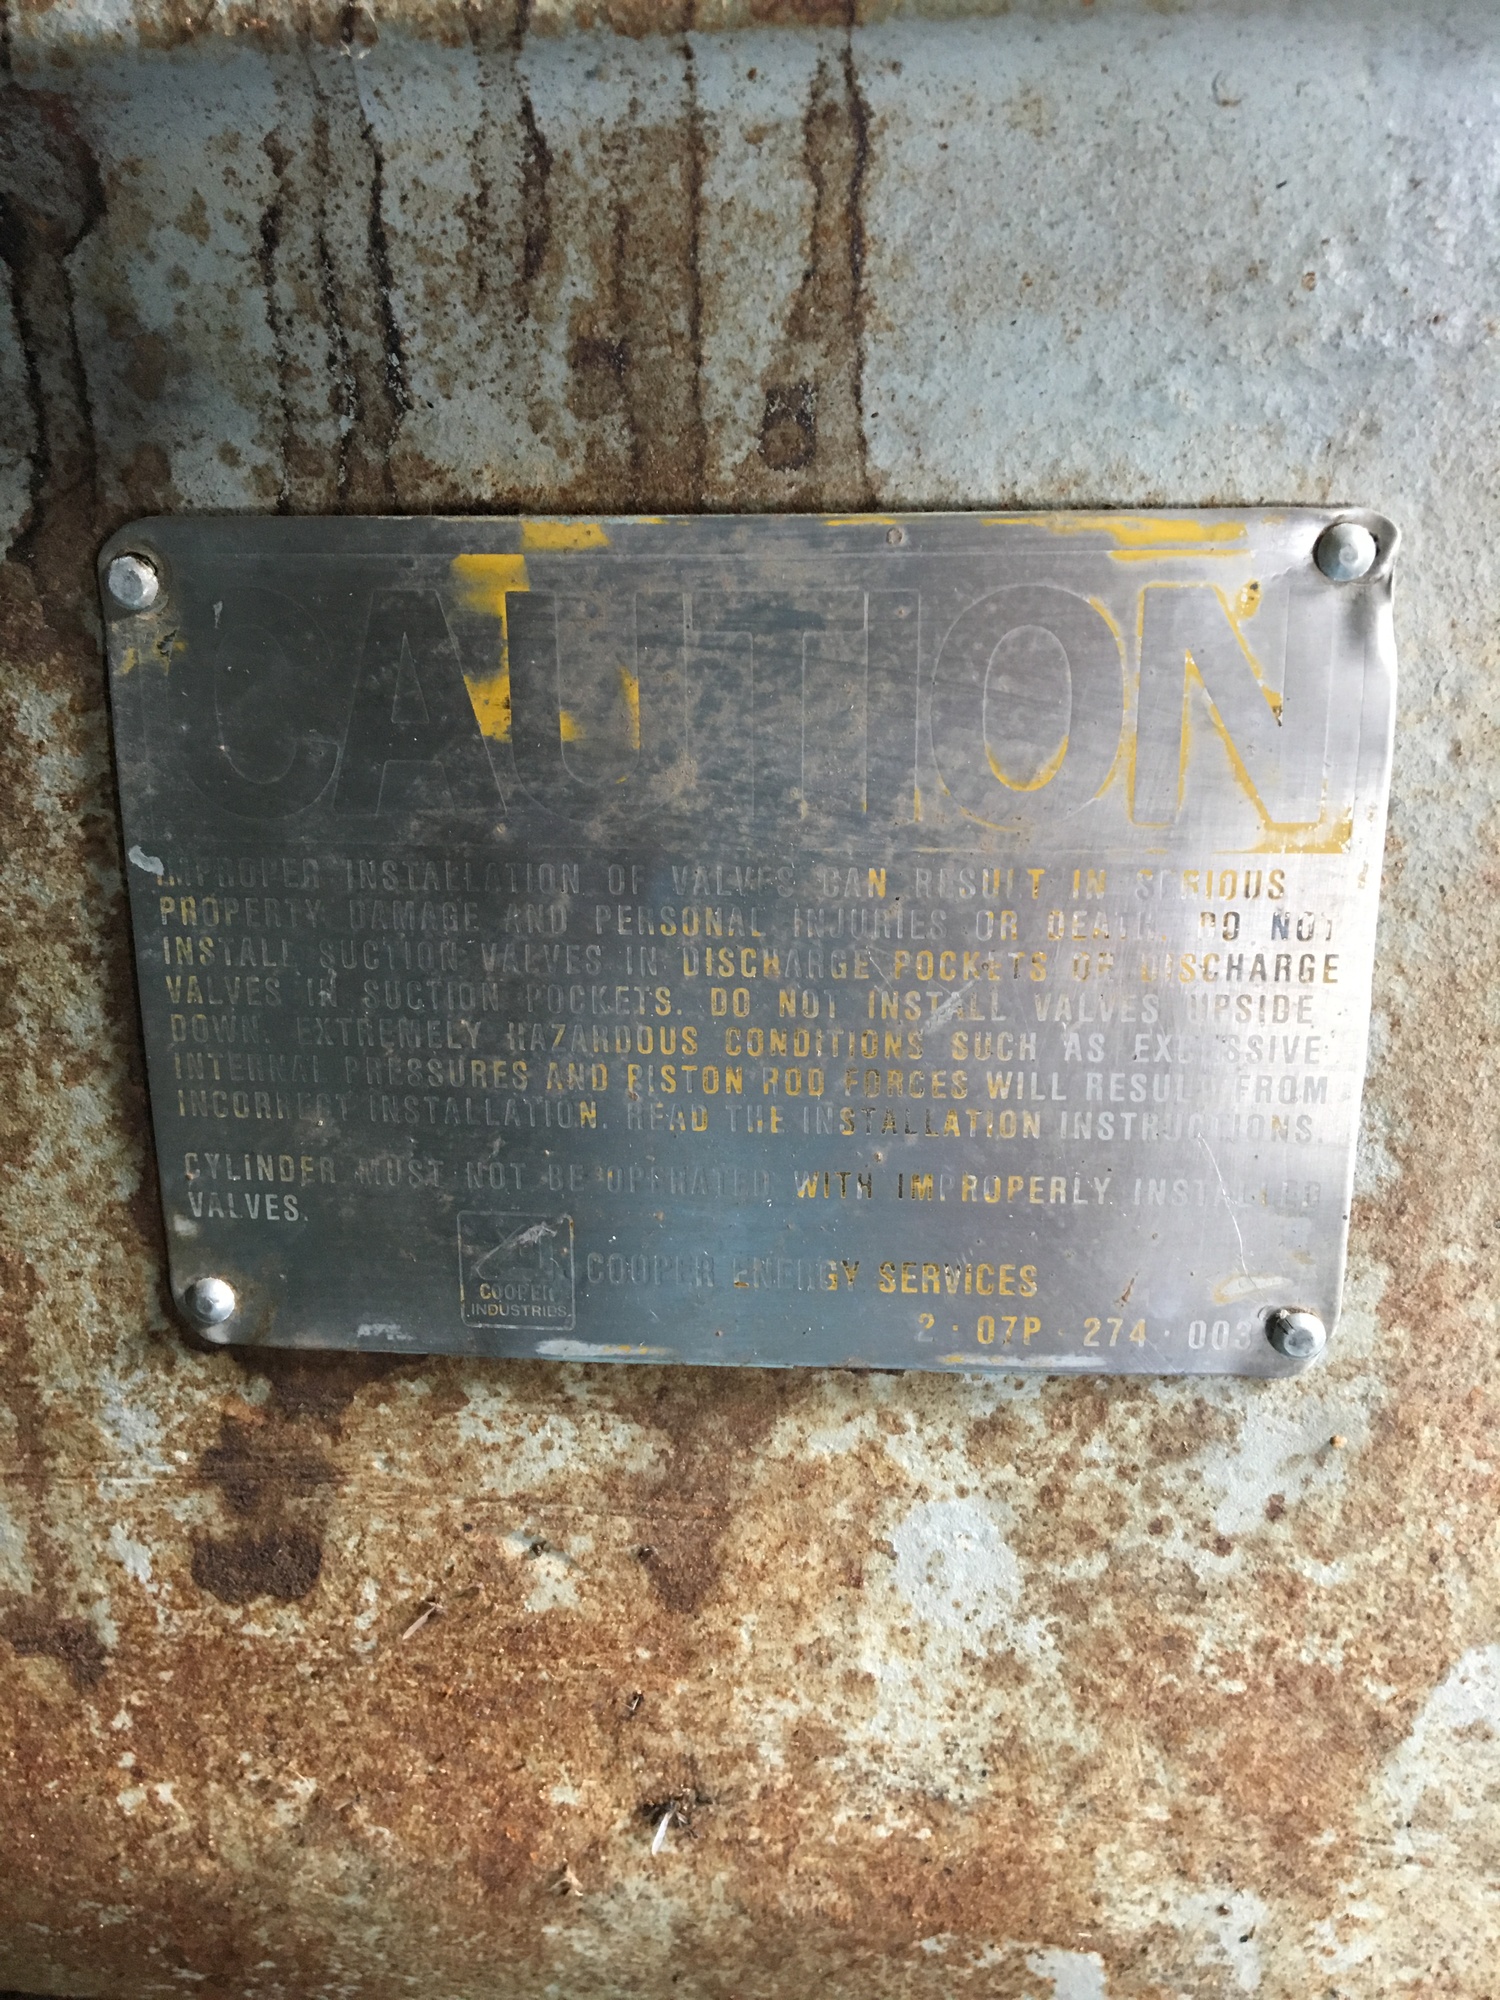 CAUTION
IMPROPER INSTALLATION OF VALVES CAN RESULT IN SERIOUS
PROPERTY DAMAGE AND PERSONAL INJURIES OR DEATH. DO NOT
INSTALL SUCTION VALVES IN DISCHARGE POCKETS OR DISCHARGE
VALVES IN SUCTION POCKETS. DO NOT INSTALL VALVES UPSIDE
DOWN. EXTREMELY HAZARDOUS CONDITIONS SUCH AS EXCESSIVE
INTERNAL PRESSURES AND PISTON ROD FORCES WILL RESULT FROM
INCORRECT INSTALLATION. READ THE INSTALLATION INSTRUCTIONS.
CYLINDER MUST NOT BE OPERATED WITH IMPROPERLY INSTALLED
VALVES.
COOPER
INDUSTRIES
COOPER ENERGY SERVICES
2 · 07P · 274 · 003